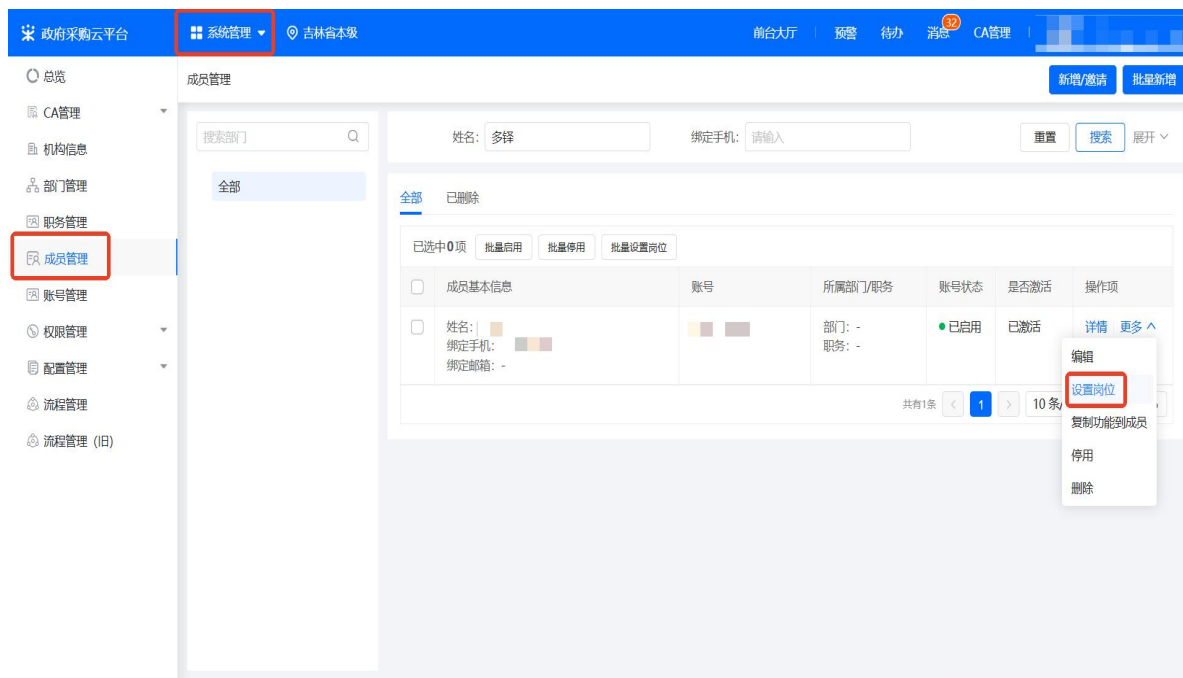 政府采购云平台 系统管理 吉林省本级 前台大厅 预警 待办 消息 32 CA管理
总览
CA管理
机构信息
部门管理
职务管理
成员管理
账号管理
权限管理
配置管理
流程管理
流程管理 (旧)
成员管理 新增/邀请 批量新增
搜索部门
全部
姓名: 多铎 绑定手机: 请输入 重置 搜索 展开
全部 已删除
已选中0项 批量启用 批量停用 批量设置岗位
成员基本信息 账号 所属部门/职务 账号状态 是否激活 操作项
姓名: 部门: - 已启用 已激活 详情 更多
绑定手机: 职务: -
绑定邮箱: -
编辑
设置岗位
复制功能到成员
停用
删除
共有1条 1 10 条/